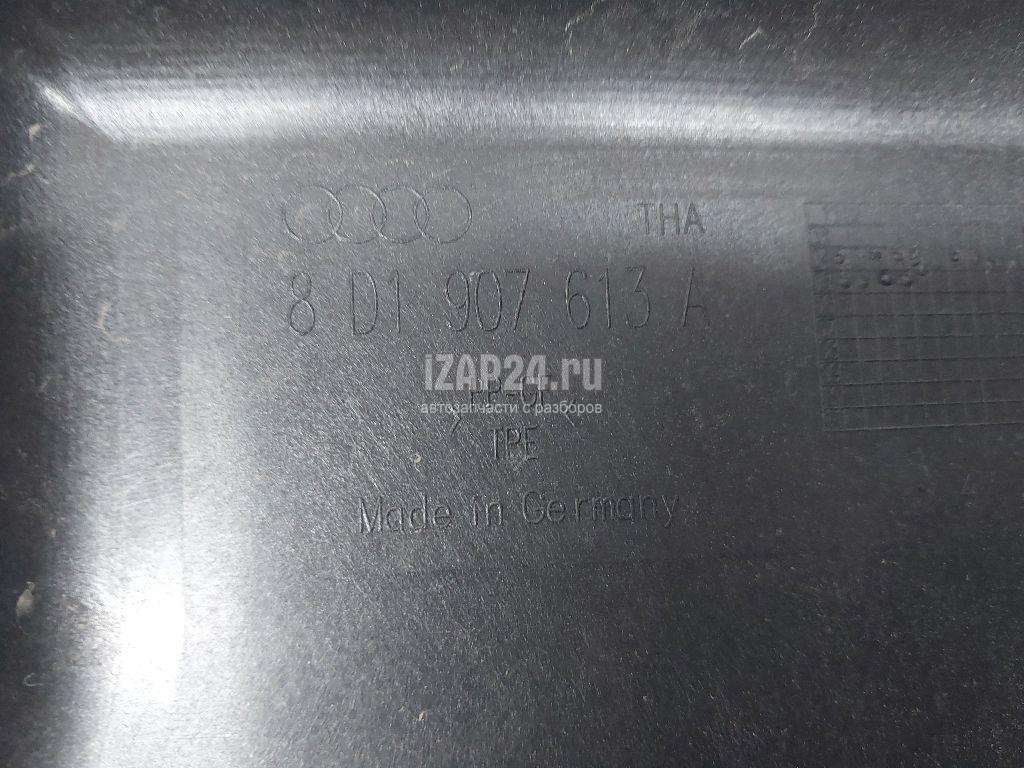 THA
8 D1 907 613 A
iZAP24.ru
автозапчасти с разборов
TPE
Made in Germany